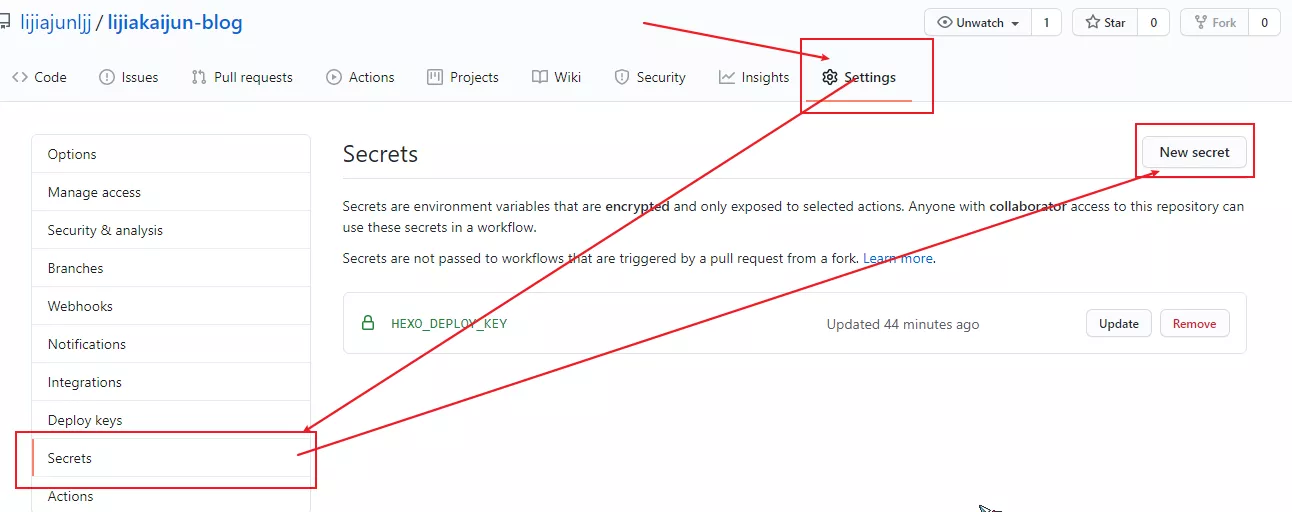 lijiajunljj / lijiakaijun-blog
Unwatch 1 Star 0 Fork 0
Code Issues Pull requests Actions Projects Wiki Security Insights Settings
Options
Manage access
Security & analysis
Branches
Webhooks
Notifications
Integrations
Deploy keys
Secrets
Actions
Secrets
New secret
Secrets are environment variables that are encrypted and only exposed to selected actions. Anyone with collaborator access to this repository can
use these secrets in a workflow.
Secrets are not passed to workflows that are triggered by a pull request from a fork. Learn more.
HEXO_DEPLOY_KEY Updated 44 minutes ago Update Remove